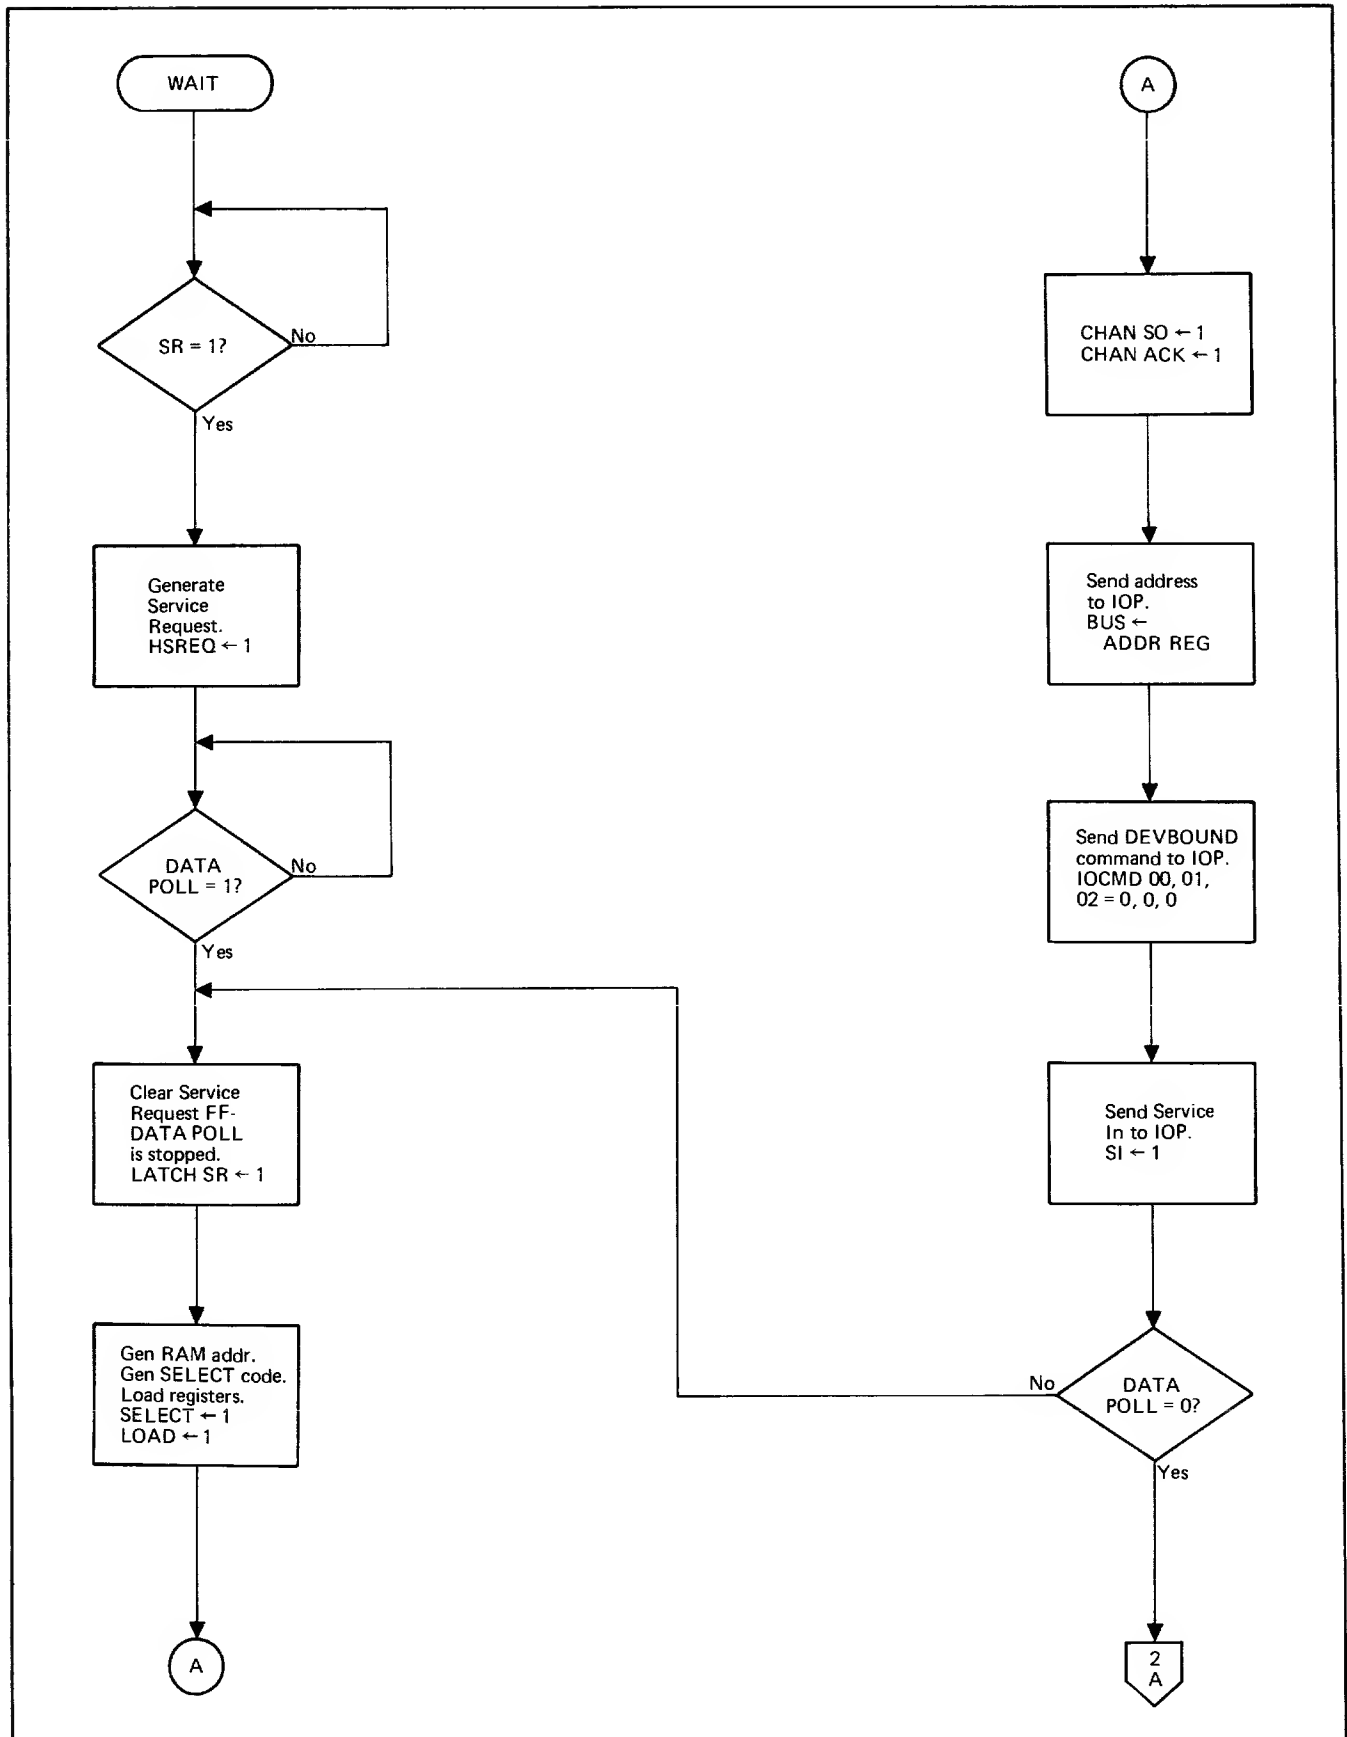 WAIT
SR = 1?
No
Yes
Generate
Service
Request.
HSREQ ← 1
DATA
POLL = 1?
No
Yes
Clear Service
Request FF-
DATA POLL
is stopped.
LATCH SR ← 1
Gen RAM addr.
Gen SELECT code.
Load registers.
SELECT ← 1
LOAD ← 1
A
A
CHAN SO ← 1
CHAN ACK ← 1
Send address
to IOP.
BUS ←
ADDR REG
Send DEVBOUND
command to IOP.
IOCMD 00, 01,
02 = 0, 0, 0
Send Service
In to IOP.
SI ← 1
DATA
POLL = 0?
No
Yes
2
A